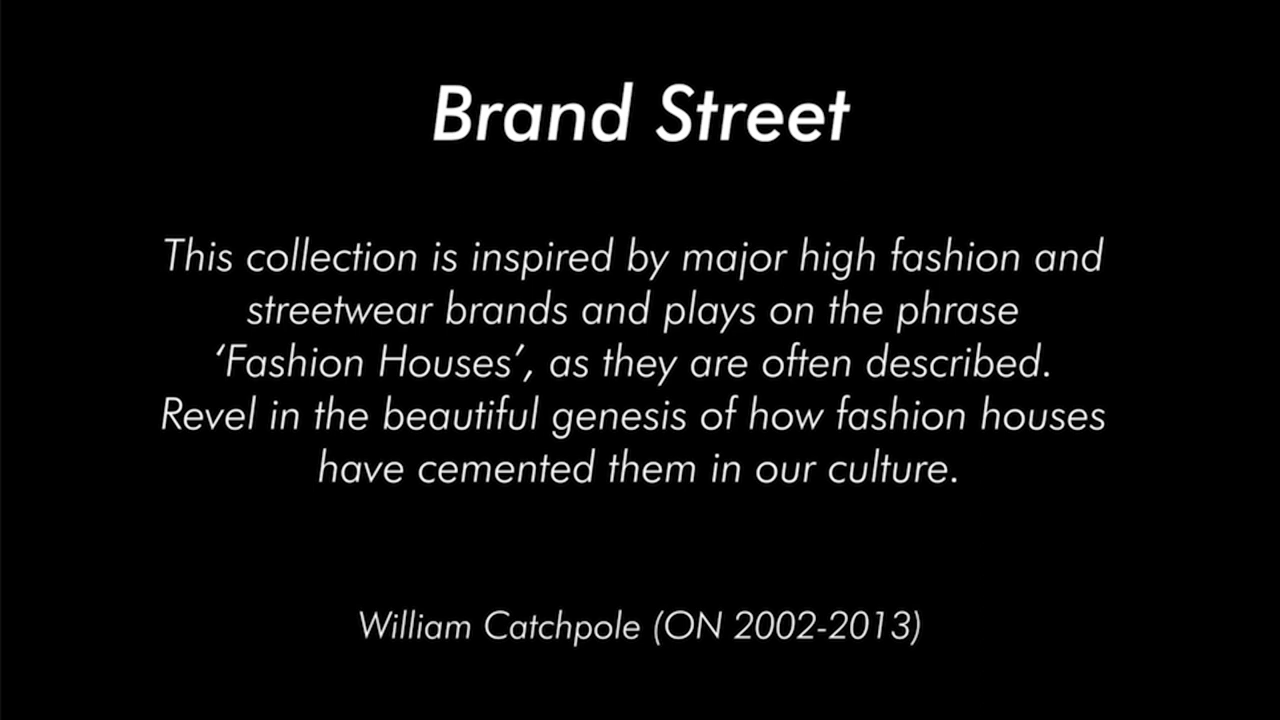 Brand Street
This collection is inspired by major high fashion and
streetwear brands and plays on the phrase
‘Fashion Houses’, as they are often described.
Revel in the beautiful genesis of how fashion houses
have cemented them in our culture.
William Catchpole (ON 2002-2013)